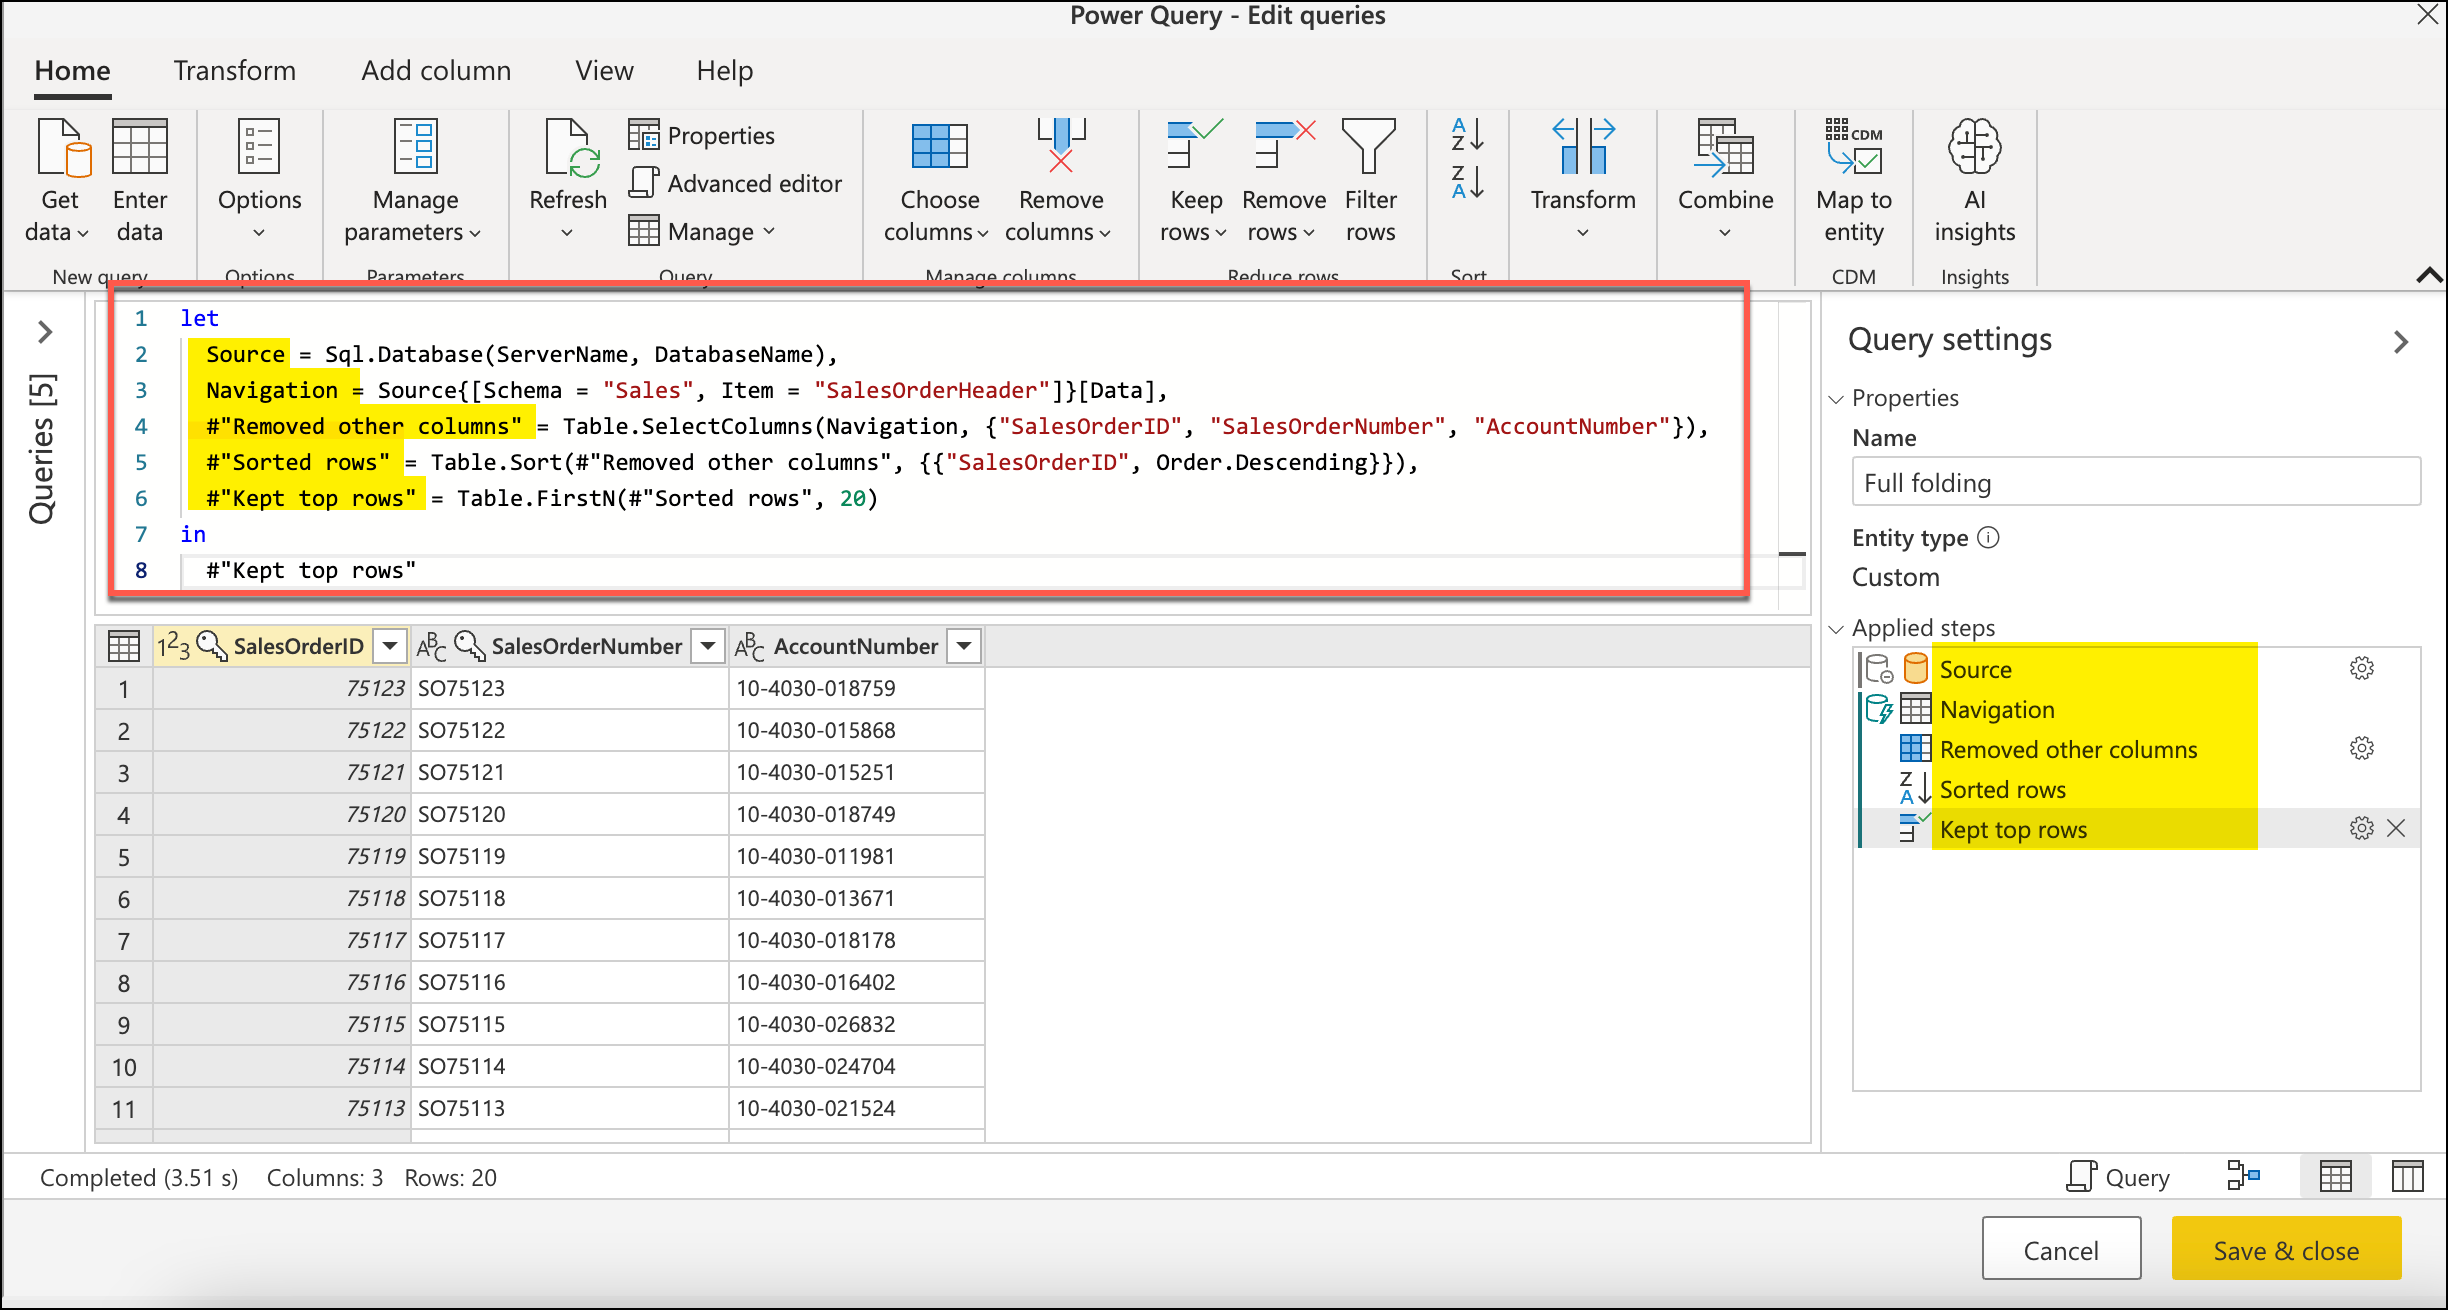 Power Query - Edit queries
Home Transform Add column View Help
Get data
Enter data
Options
Manage parameters
Refresh
Properties
Advanced editor
Manage
Choose columns
Remove columns
Keep rows
Remove rows
Filter rows
A Z
Z A
Transform
Combine
CDM
Map to entity
AI insights
New query Options Parameters Query Manage columns Reduce rows Sort CDM Insights
Queries [5]
1 let
2 Source = Sql.Database(ServerName, DatabaseName),
3 Navigation = Source{[Schema = "Sales", Item = "SalesOrderHeader"]}[Data],
4 #"Removed other columns" = Table.SelectColumns(Navigation, {"SalesOrderID", "SalesOrderNumber", "AccountNumber"}),
5 #"Sorted rows" = Table.Sort(#"Removed other columns", {{"SalesOrderID", Order.Descending}}),
6 #"Kept top rows" = Table.FirstN(#"Sorted rows", 20)
7 in
8 #"Kept top rows"
123 SalesOrderID ABC SalesOrderNumber ABC AccountNumber
1 75123 SO75123 10-4030-018759
2 75122 SO75122 10-4030-015868
3 75121 SO75121 10-4030-015251
4 75120 SO75120 10-4030-018749
5 75119 SO75119 10-4030-011981
6 75118 SO75118 10-4030-013671
7 75117 SO75117 10-4030-018178
8 75116 SO75116 10-4030-016402
9 75115 SO75115 10-4030-026832
10 75114 SO75114 10-4030-024704
11 75113 SO75113 10-4030-021524
Query settings
Properties
Name
Full folding
Entity type
Custom
Applied steps
Source
Navigation
Removed other columns
Z A Sorted rows
Kept top rows
Completed (3.51 s) Columns: 3 Rows: 20
Query
Cancel
Save & close